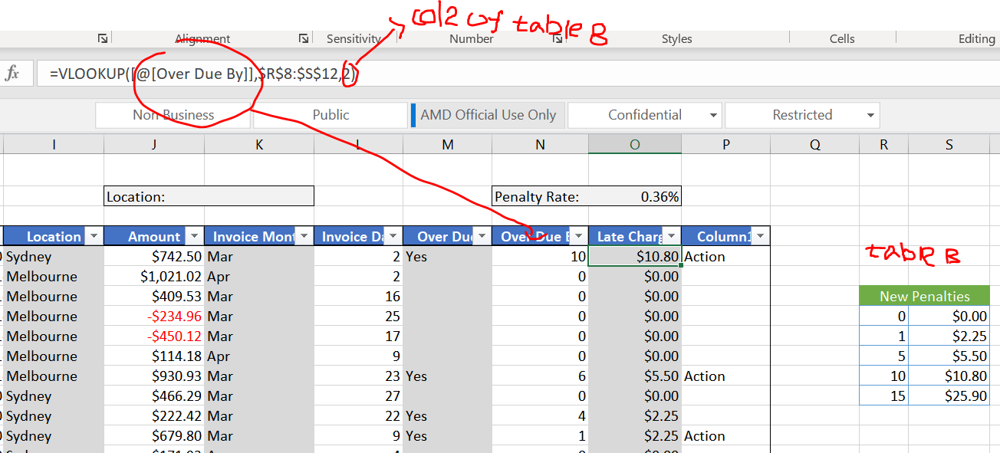 col2 of table B
Alignment Sensitivity Number Styles Cells Editing
fx =VLOOKUP([@[Over Due By]],$R$8:$S$12,2)
Non-Business Public AMD Official Use Only Confidential Restricted
I J K L M N O P Q R S
Location: Penalty Rate: 0.36%
Location Amount Invoice Mont Invoice Da Over Du Over Due B Late Charg Column1
Sydney $742.50 Mar 2 Yes 10 $10.80 Action
table B
Melbourne $1,021.02 Apr 2 0 $0.00
Melbourne $409.53 Mar 16 0 $0.00 New Penalties
Melbourne -$234.96 Mar 25 0 $0.00 0 $0.00
Melbourne -$450.12 Mar 17 0 $0.00 1 $2.25
Melbourne $114.18 Apr 9 0 $0.00 5 $5.50
Melbourne $930.93 Mar 23 Yes 6 $5.50 Action 10 $10.80
Sydney $466.29 Mar 27 0 $0.00 15 $25.90
Sydney $222.42 Mar 22 Yes 4 $2.25
Sydney $679.80 Mar 9 Yes 1 $2.25 Action